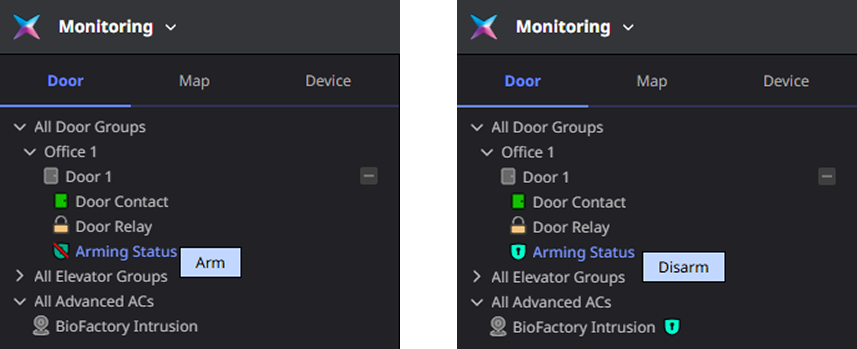 Monitoring
Door Map Device
All Door Groups
Office 1
Door 1
Door Contact
Door Relay
Arming Status
Arm
All Elevator Groups
All Advanced ACs
BioFactory Intrusion
Monitoring
Door Map Device
All Door Groups
Office 1
Door 1
Door Contact
Door Relay
Arming Status
Disarm
All Elevator Groups
All Advanced ACs
BioFactory Intrusion